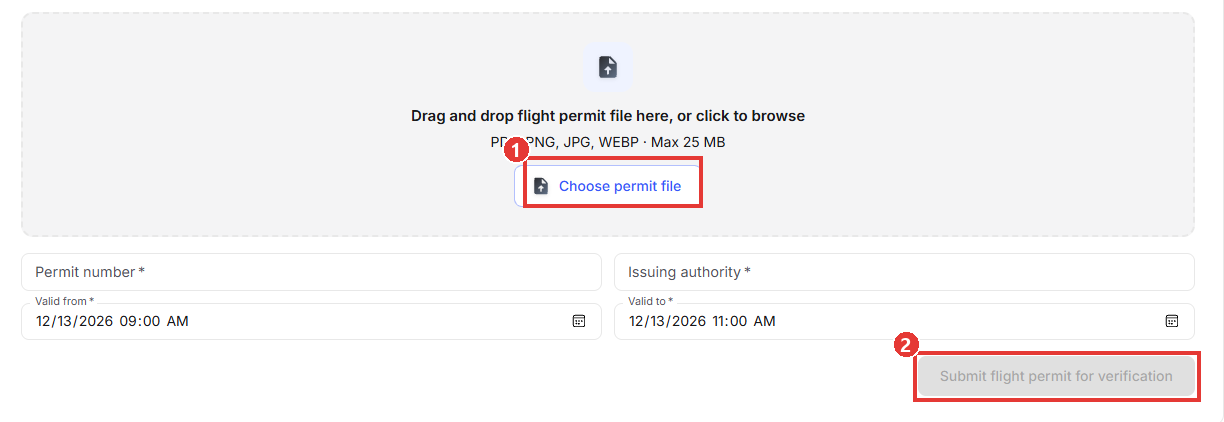 Drag and drop flight permit file here, or click to browse
PNG, JPG, WEBP · Max 25 MB
1
Choose permit file
Permit number *
Issuing authority *
Valid from *
Valid to *
12/13/2026 09:00 AM
12/13/2026 11:00 AM
2
Submit flight permit for verification